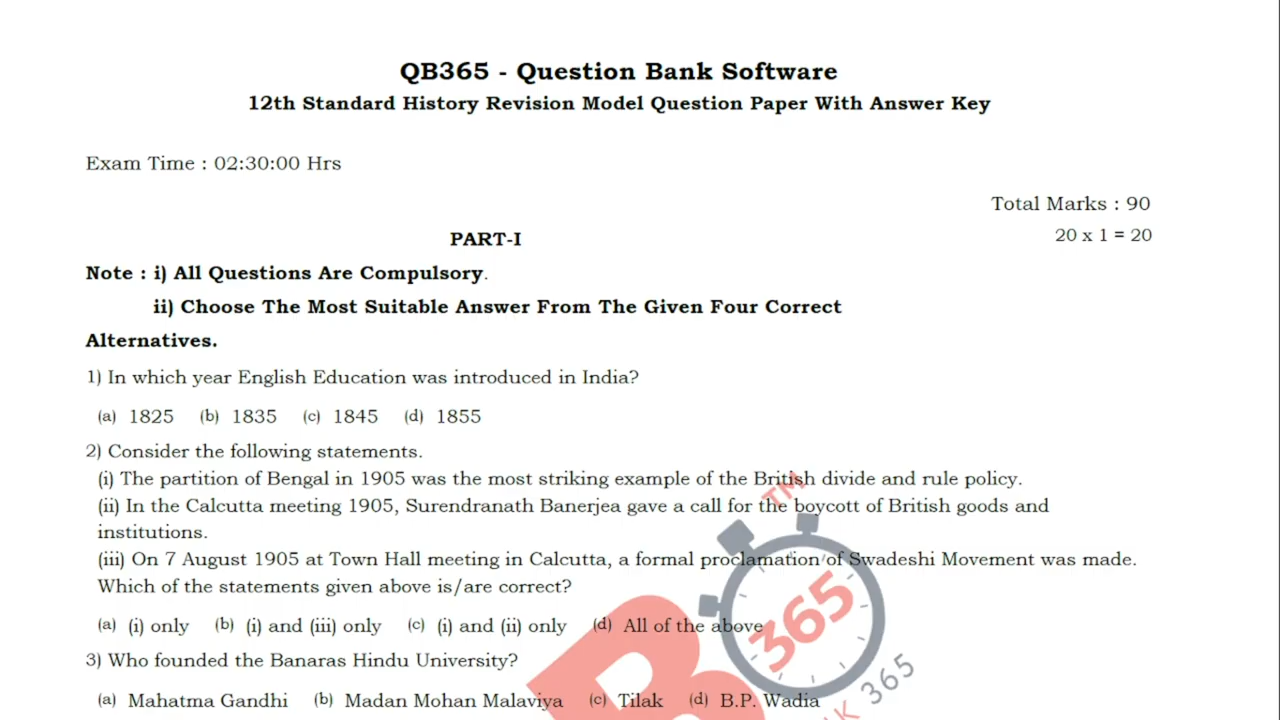 QB365 - Question Bank Software
12th Standard History Revision Model Question Paper With Answer Key
Exam Time : 02:30:00 Hrs
Total Marks : 90
PART-I
20 x 1 = 20
Note : i) All Questions Are Compulsory.
ii) Choose The Most Suitable Answer From The Given Four Correct
Alternatives.
1) In which year English Education was introduced in India?
(a) 1825 (b) 1835 (c) 1845 (d) 1855
2) Consider the following statements.
(i) The partition of Bengal in 1905 was the most striking example of the British divide and rule policy.
(ii) In the Calcutta meeting 1905, Surendranath Banerjea gave a call for the boycott of British goods and
institutions.
(iii) On 7 August 1905 at Town Hall meeting in Calcutta, a formal proclamation of Swadeshi Movement was made.
Which of the statements given above is/are correct?
(a) (i) only (b) (i) and (iii) only (c) (i) and (ii) only (d) All of the above
3) Who founded the Banaras Hindu University?
(a) Mahatma Gandhi (b) Madan Mohan Malaviya (c) Tilak (d) B.P. Wadia
TM
365
B
K 365